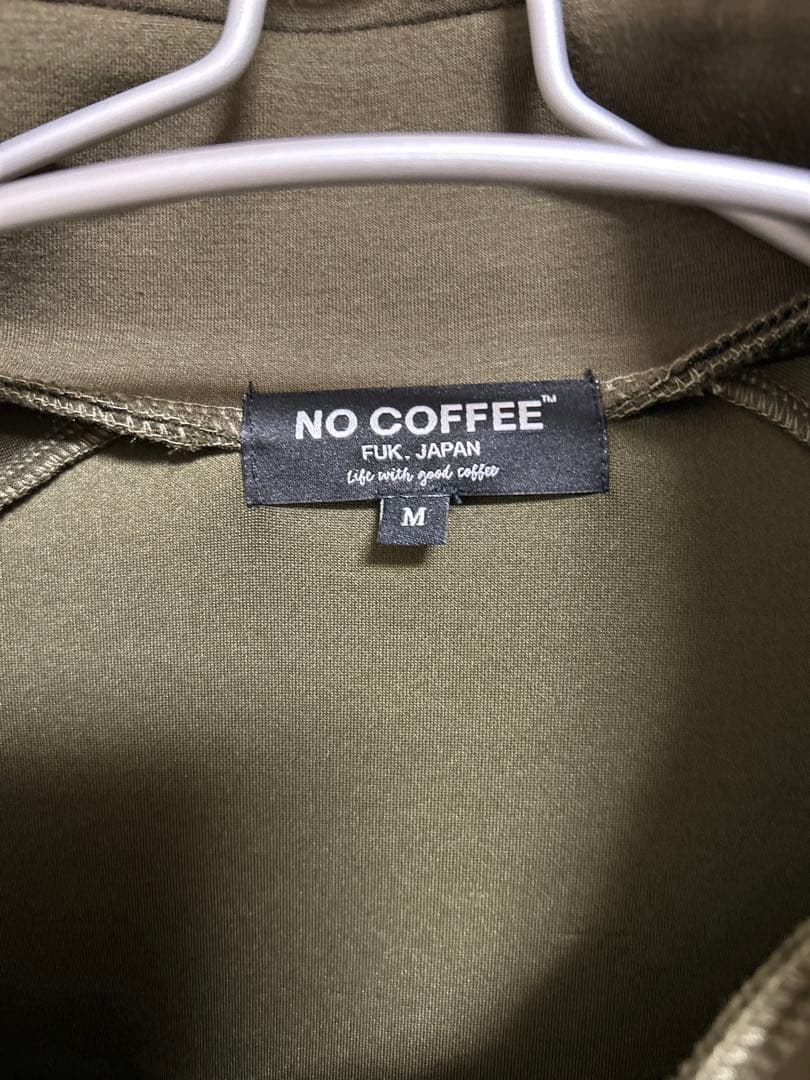 NO COFFEE™
FUK. JAPAN
Life with good coffee
M